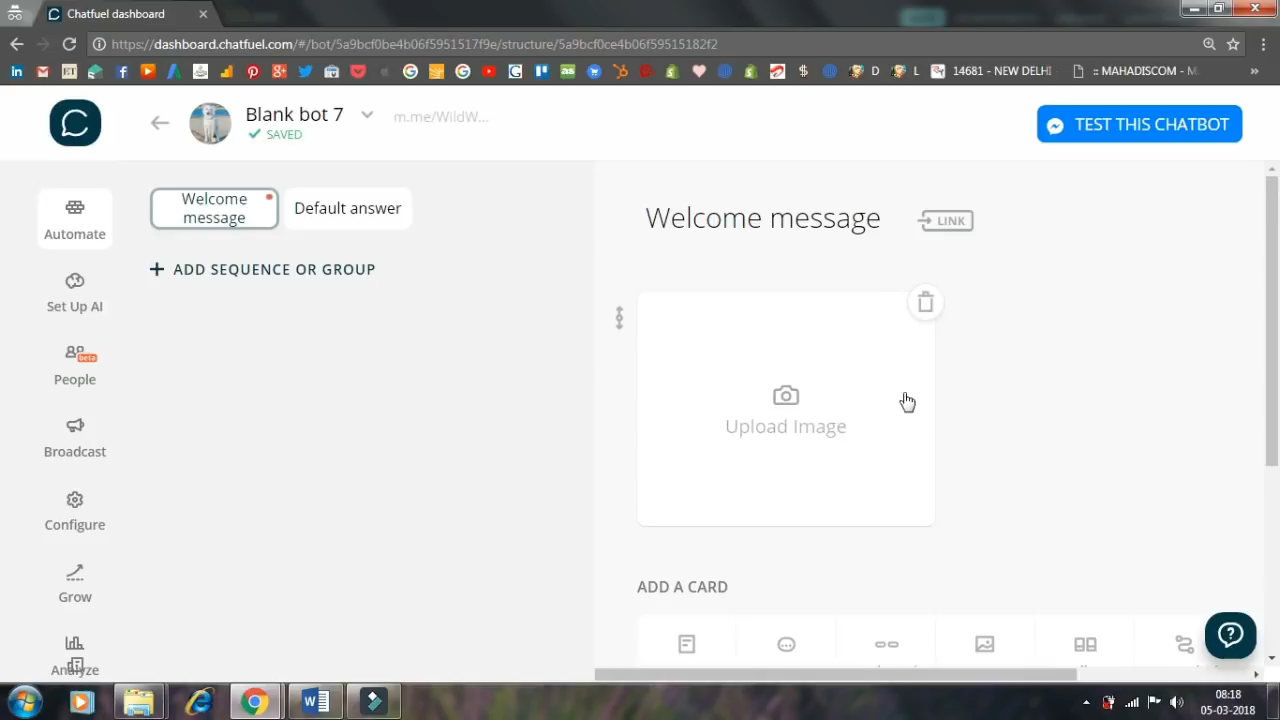 Chatfuel dashboard
https://dashboard.chatfuel.com/#/bot/5a9bcf0be4b06f5951517f9e/structure/5a9bcf0ce4b06f59515182f2
D
L
14681 - NEW DELHI
:: MAHADISCOM - M
Blank bot 7
m.me/WildW...
SAVED
TEST THIS CHATBOT
Automate
Set Up AI
People
beta
Broadcast
Configure
Grow
Analyze
Welcome
message
Default answer
+ ADD SEQUENCE OR GROUP
Welcome message
LINK
Upload Image
ADD A CARD
08:18
05-03-2018